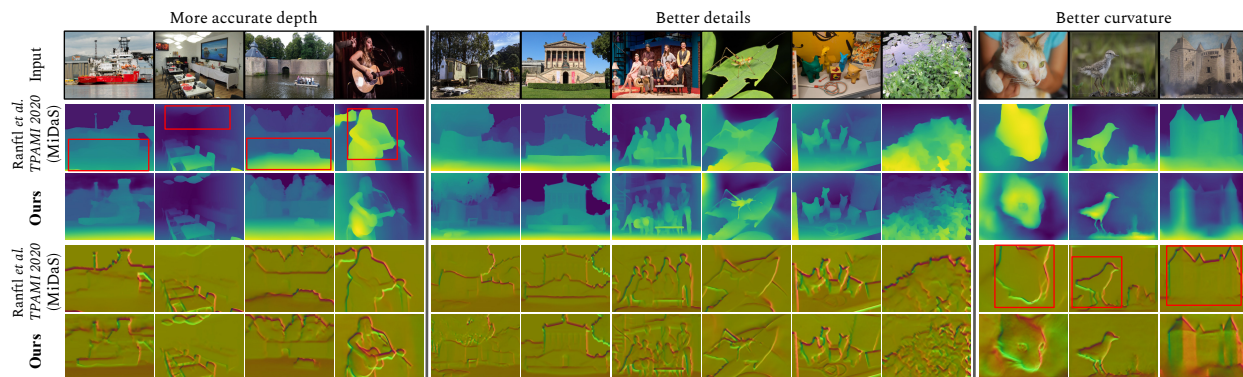 More accurate depth
Better details
Better curvature
Input
Ranftl et al.
TPAMI 2020
(MiDaS)
Ours
Ranftl et al.
TPAMI 2020
(MiDaS)
Ours